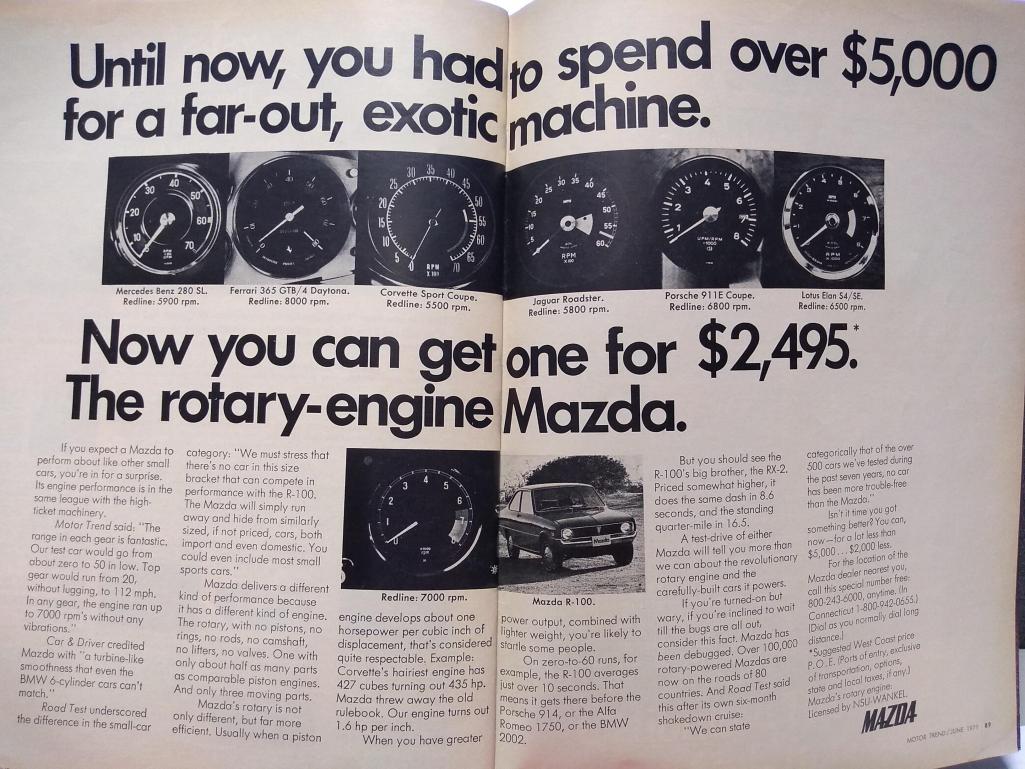 Until now, you had to spend over $5,000
for a far-out, exotic machine.
Mercedes Benz 280 SL.
Redline: 5900 rpm.
Ferrari 365 GTB/4 Daytona.
Redline: 8000 rpm.
Corvette Sport Coupe.
Redline: 5500 rpm.
Jaguar Roadster.
Redline: 5800 rpm.
Porsche 911E Coupe.
Redline: 6800 rpm.
Lotus Elan S4/SE.
Redline: 6500 rpm.
Now you can get one for $2,495.*
The rotary-engine Mazda.
If you expect a Mazda to
perform about like other small
cars, you're in for a surprise.
Its engine performance is in the
same league with the high-
ticket machinery.
Motor Trend said: "The
range in each gear is fantastic.
Our test car would go from
about zero to 50 in low. Top
gear would run from 20,
without lugging, to 112 mph.
In any gear, the engine ran up
to 7000 rpm's without any
vibrations."
Car & Driver credited
Mazda with "a turbine-like
smoothness that even the
BMW 6-cylinder cars can't
match."
Road Test underscored
the difference in the small-car
category: "We must stress that
there's no car in this size
bracket that can compete in
performance with the R-100.
The Mazda will simply run
away and hide from similarly
sized, if not priced, cars, both
import and even domestic. You
could even include most small
sports cars."
Mazda delivers a different
kind of performance because
it has a different kind of engine.
The rotary, with no pistons, no
rings, no rods, no camshaft,
no lifters, no valves. One with
only about half as many parts
as comparable piston engines.
And only three moving parts.
Mazda's rotary is not
only different, but far more
efficient. Usually when a piston
Redline: 7000 rpm.
engine develops about one
horsepower per cubic inch of
displacement, that's considered
quite respectable. Example:
Corvette's hairiest engine has
427 cubes turning out 435 hp.
Mazda threw away the old
rulebook. Our engine turns out
1.6 hp per inch.
When you have greater
Mazda
Mazda R-100.
power output, combined with
lighter weight, you're likely to
startle some people.
On zero-to-60 runs, for
example, the R-100 averages
just over 10 seconds. That
means it gets there before the
Porsche 914, or the Alfa
Romeo 1750, or the BMW
2002.
But you should see the
R-100's big brother, the RX-2.
Priced somewhat higher, it
does the same dash in 8.6
seconds, and the standing
quarter-mile in 16.5.
A test-drive of either
Mazda will tell you more than
we can about the revolutionary
rotary engine and the
carefully-built cars it powers.
If you're turned-on but
wary, if you're inclined to wait
till the bugs are all out,
consider this fact. Mazda has
been debugged. Over 100,000
rotary-powered Mazdas are
now on the roads of 80
countries. And Road Test said
this after its own six-month
shakedown cruise:
"We can state
categorically that of the over
500 cars we've tested during
the past seven years, no car
has been more trouble-free
than the Mazda."
Isn't it time you got
something better? You can,
now—for a lot less than
$5,000 . . . $2,000 less.
For the location of the
Mazda dealer nearest you,
call this special number free:
800-243-6000, anytime. (In
Connecticut 1-800-942-0655.)
(Dial as you normally dial long
distance.)
*Suggested West Coast price
P.O.E. (Ports of entry, exclusive
of transportation, options,
state and local taxes, if any.)
Mazda's rotary engine:
Licensed by NSU-WANKEL.
MAZDA
MOTOR TREND/JUNE 1971 89